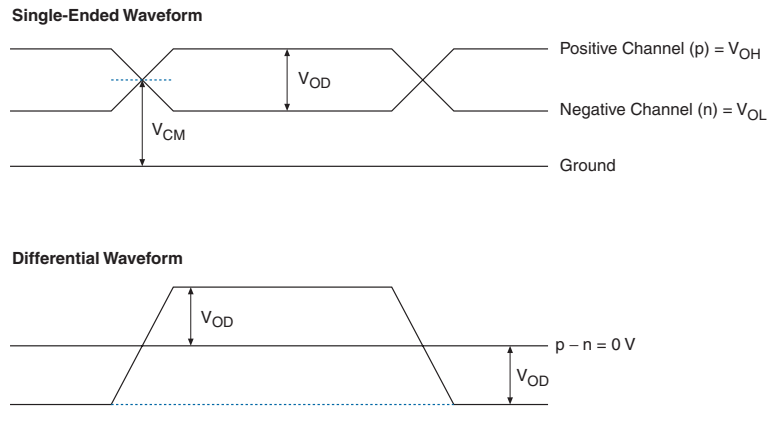 Single-Ended Waveform
Positive Channel (p) = VOH
VOD
Negative Channel (n) = VOL
VCM
Ground
Differential Waveform
VOD
p – n = 0 V
VOD